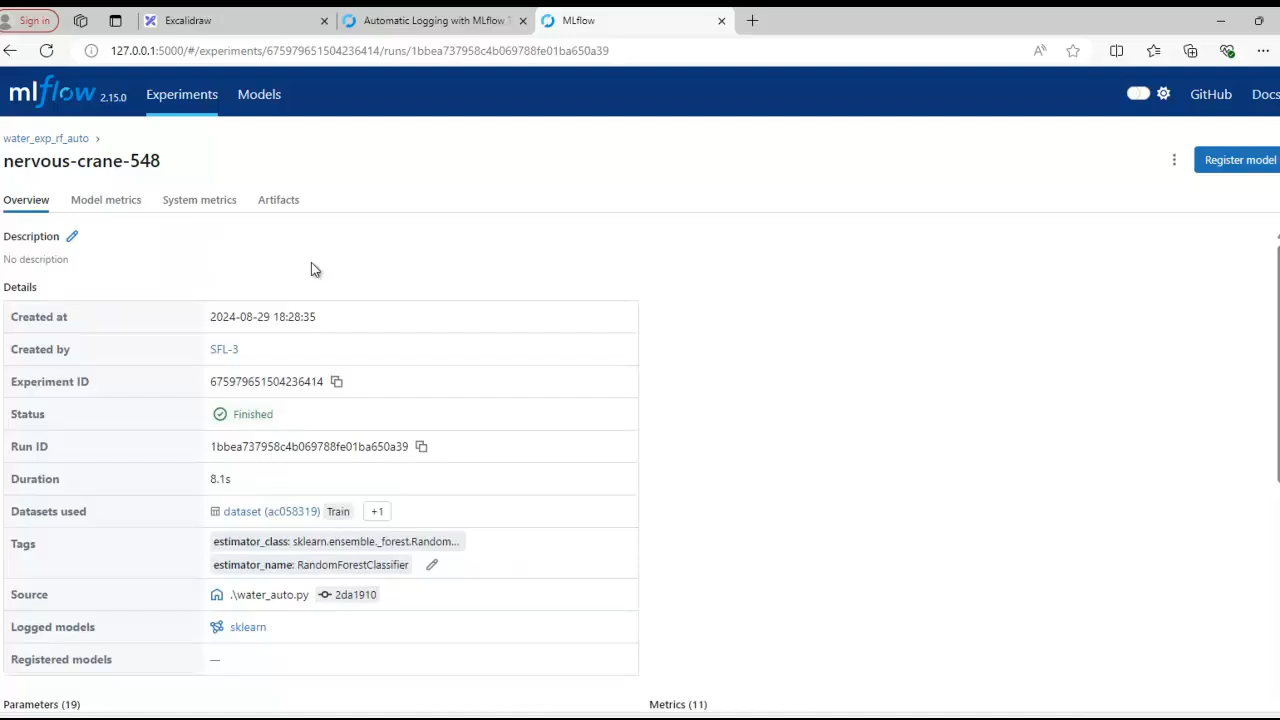 Sign in
Excalidraw
Automatic Logging with MLflow
MLflow
127.0.0.1:5000/#/experiments/675979651504236414/runs/1bbea737958c4b069788fe01ba650a39
mlflow 2.15.0
Experiments
Models
GitHub
Docs
water_exp_rf_auto
nervous-crane-548
Register model
Overview
Model metrics
System metrics
Artifacts
Description
No description
Details
Created at
2024-08-29 18:28:35
Created by
SFL-3
Experiment ID
675979651504236414
Status
Finished
Run ID
1bbea737958c4b069788fe01ba650a39
Duration
8.1s
Datasets used
dataset (ac058319) Train +1
Tags
estimator_class: sklearn.ensemble._forest.Random...
estimator_name: RandomForestClassifier
Source
.\water_auto.py 2da1910
Logged models
sklearn
Registered models
—
Parameters (19)
Metrics (11)